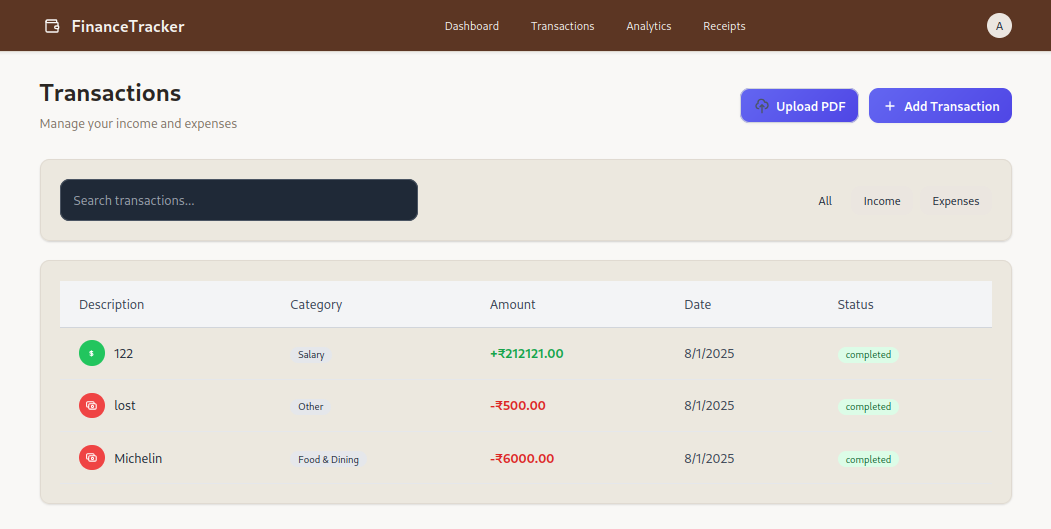 FinanceTracker Dashboard Transactions Analytics Receipts A
Transactions
Manage your income and expenses
Upload PDF + Add Transaction
Search transactions... All Income Expenses
Description Category Amount Date Status
$ 122 Salary +₹212121.00 8/1/2025 completed
lost Other -₹500.00 8/1/2025 completed
Michelin Food & Dining -₹6000.00 8/1/2025 completed